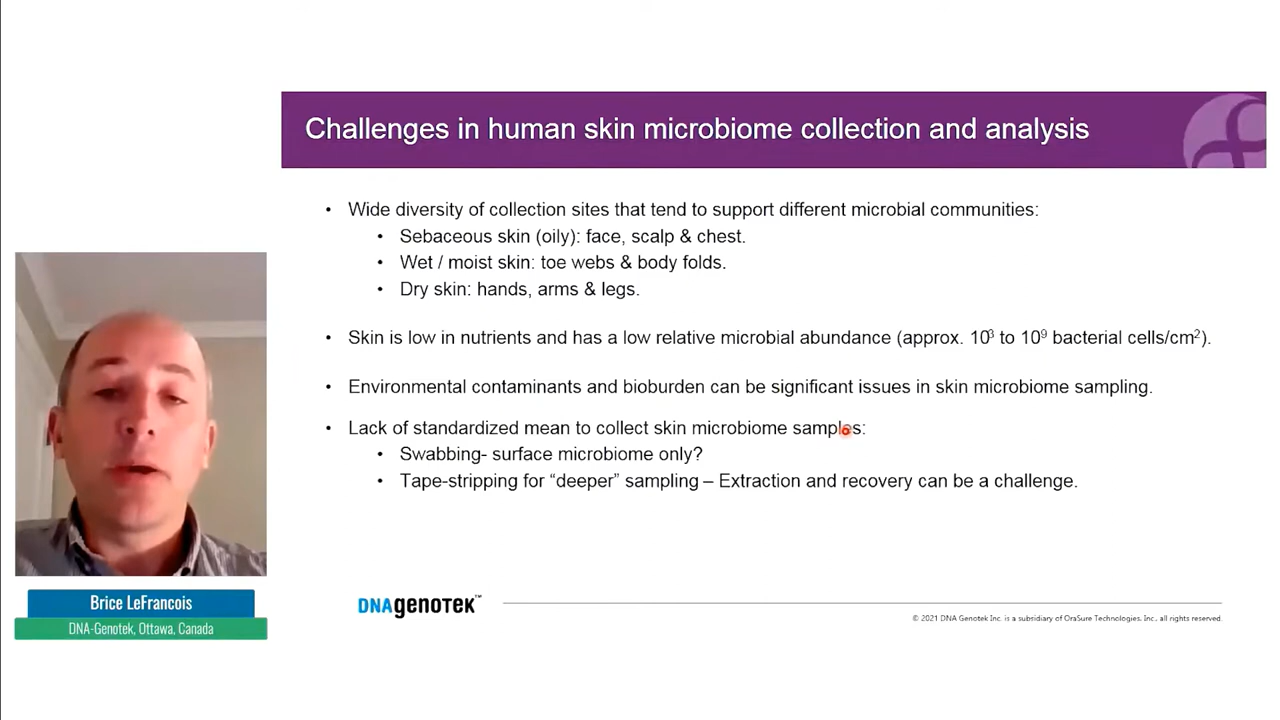 Challenges in human skin microbiome collection and analysis
• Wide diversity of collection sites that tend to support different microbial communities:
• Sebaceous skin (oily): face, scalp & chest.
• Wet / moist skin: toe webs & body folds.
• Dry skin: hands, arms & legs.
• Skin is low in nutrients and has a low relative microbial abundance (approx. 10³ to 10⁹ bacterial cells/cm²).
• Environmental contaminants and bioburden can be significant issues in skin microbiome sampling.
• Lack of standardized mean to collect skin microbiome samples:
• Swabbing- surface microbiome only?
• Tape-stripping for “deeper” sampling – Extraction and recovery can be a challenge.
Brice LeFrancois
DNA-Genotek, Ottawa, Canada
DNAGENOTEK™
© 2021 DNA Genotek Inc. is a subsidiary of OraSure Technologies. Inc., all rights reserved.